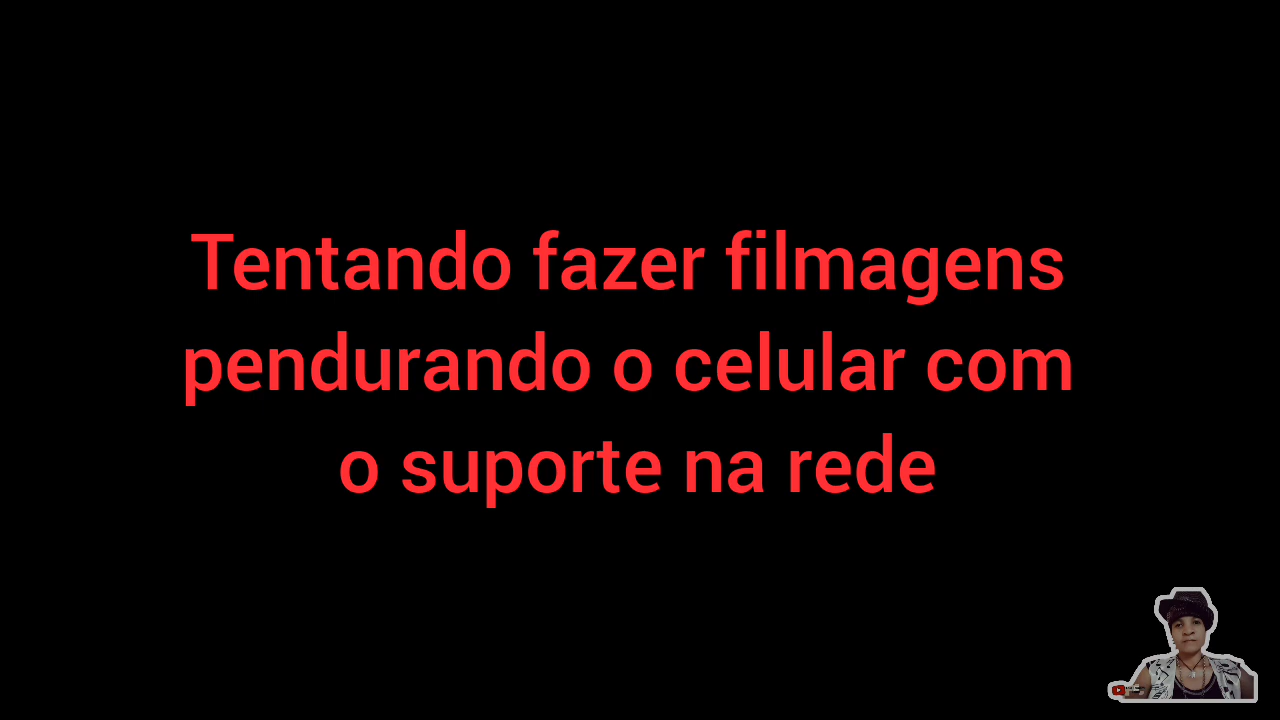 Tentando fazer filmagens
pendurando o celular com
o suporte na rede